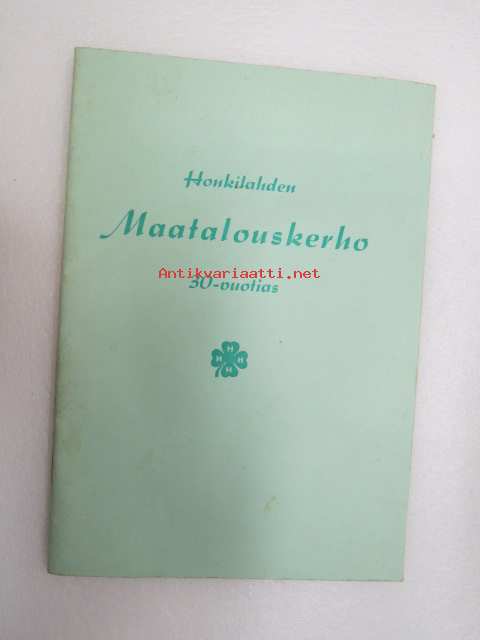 Honkilahden
Maatalouskerho
Antikvariaatti.net
30-vuotias
H
H H
H